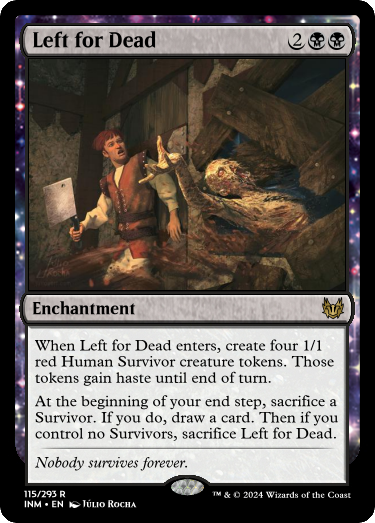 Left for Dead 2
Enchantment
When Left for Dead enters, create four 1/1
red Human Survivor creature tokens. Those
tokens gain haste until end of turn.
At the beginning of your end step, sacrifice a
Survivor. If you do, draw a card. Then if you
control no Survivors, sacrifice Left for Dead.
Nobody survives forever.
115/293 R
INM • EN Júlio Rocha ™ & © 2024 Wizards of the Coast